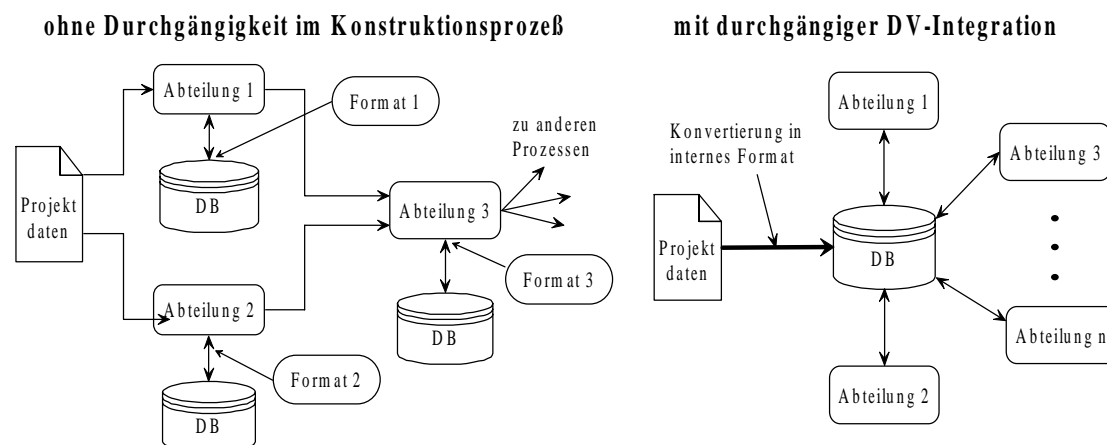 ohne Durchgängigkeit im Konstruktionsprozeß
Abteilung 1
Format 1
DB
Projekt
daten
Abteilung 2
Format 2
DB
Abteilung 3
zu anderen
Prozessen
Format 3
DB
mit durchgängiger DV-Integration
Abteilung 1
Konvertierung in
internes Format
Abteilung 3
Projekt
daten
DB
Abteilung n
Abteilung 2